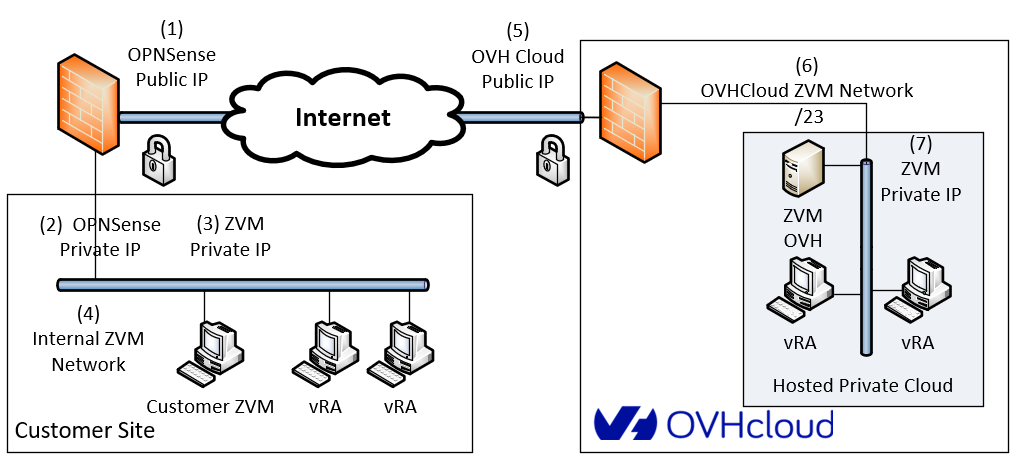 (1)
OPNSense
Public IP
(5)
OVH Cloud
Public IP
Internet
(6)
OVHCloud ZVM Network
/23
(7)
ZVM
Private IP
ZVM
OVH
vRA
vRA
Hosted Private Cloud
OVHcloud
(2) OPNSense
Private IP
(3) ZVM
Private IP
(4)
Internal ZVM
Network
Customer ZVM
vRA
vRA
Customer Site